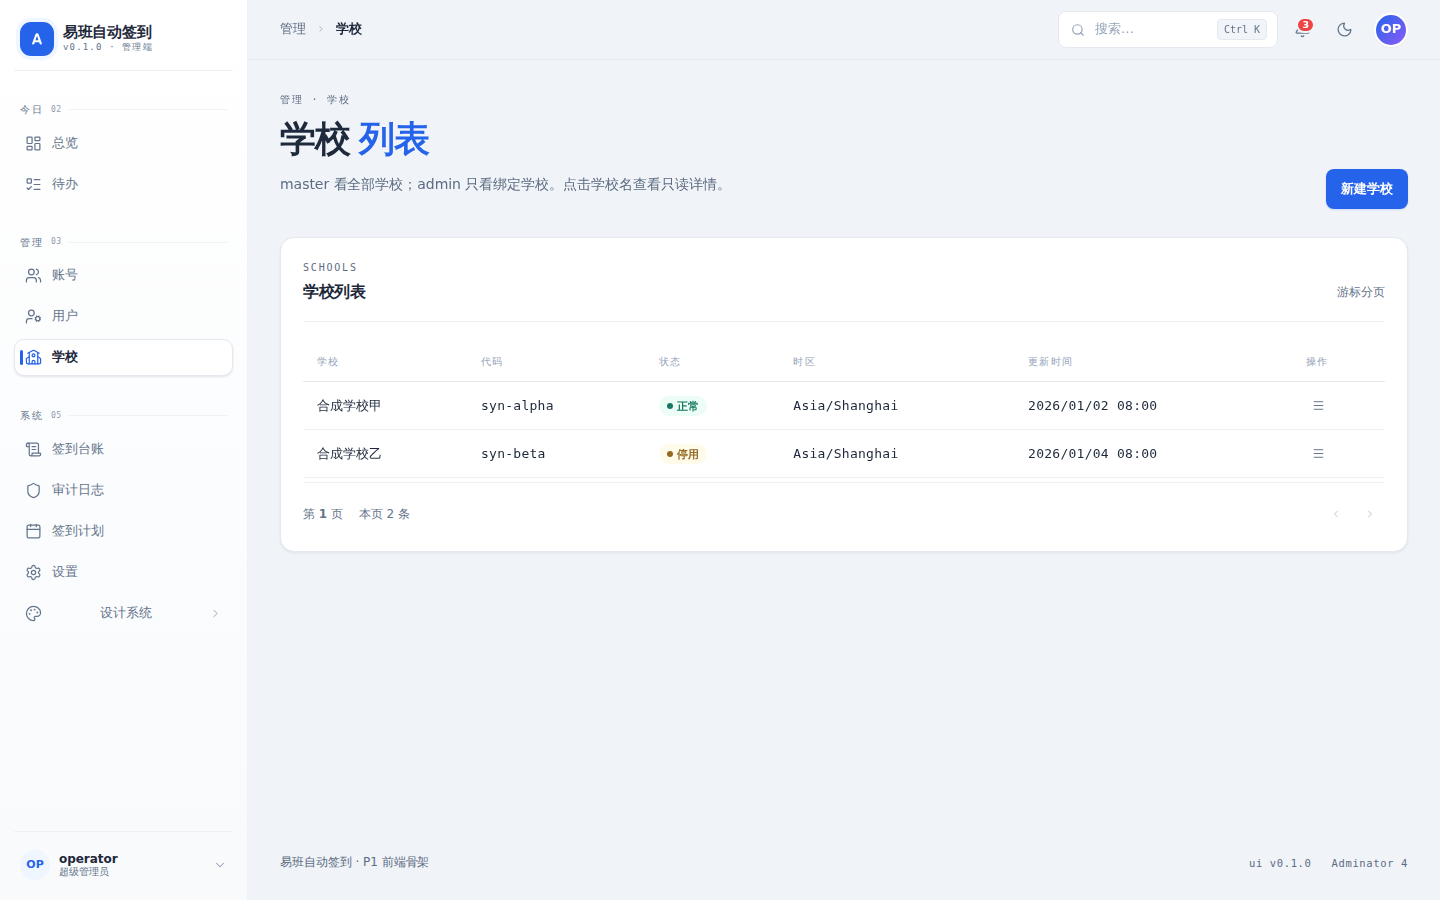 A
易班自动签到
v0.1.0 · 管理端
今日 02
总览
待办
管理 03
账号
用户
学校
系统 05
签到台账
审计日志
签到计划
设置
设计系统
OP
operator
超级管理员
管理 › 学校
搜索... Ctrl K
3
OP
管理 · 学校
学校 列表
master 看全部学校；admin 只看绑定学校。点击学校名查看只读详情。
新建学校
SCHOOLS
学校列表
游标分页
学校 代码 状态 时区 更新时间 操作
合成学校甲 syn-alpha 正常 Asia/Shanghai 2026/01/02 08:00
合成学校乙 syn-beta 停用 Asia/Shanghai 2026/01/04 08:00
第 1 页 本页 2 条
易班自动签到 · P1 前端骨架
ui v0.1.0 Adminator 4